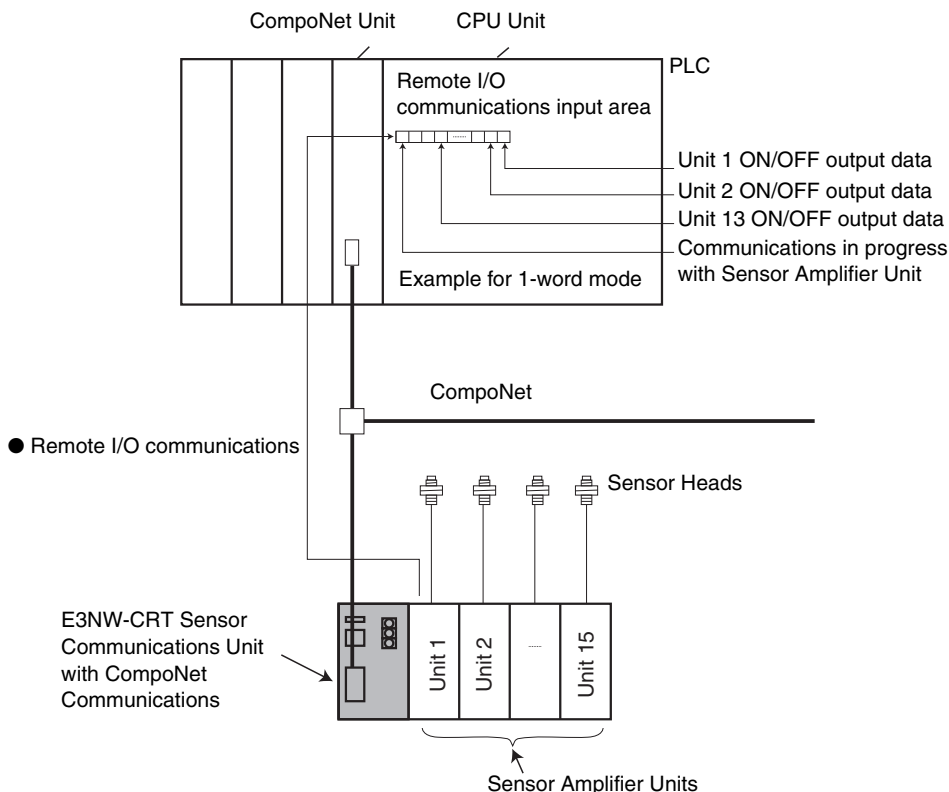 CompoNet Unit
CPU Unit
PLC
Remote I/O
communications input area
Unit 1 ON/OFF output data
Unit 2 ON/OFF output data
Unit 13 ON/OFF output data
Communications in progress
with Sensor Amplifier Unit
Example for 1-word mode
CompoNet
● Remote I/O communications
Sensor Heads
E3NW-CRT Sensor
Communications Unit
with CompoNet
Communications
Unit 1
Unit 2
......
Unit 15
Sensor Amplifier Units